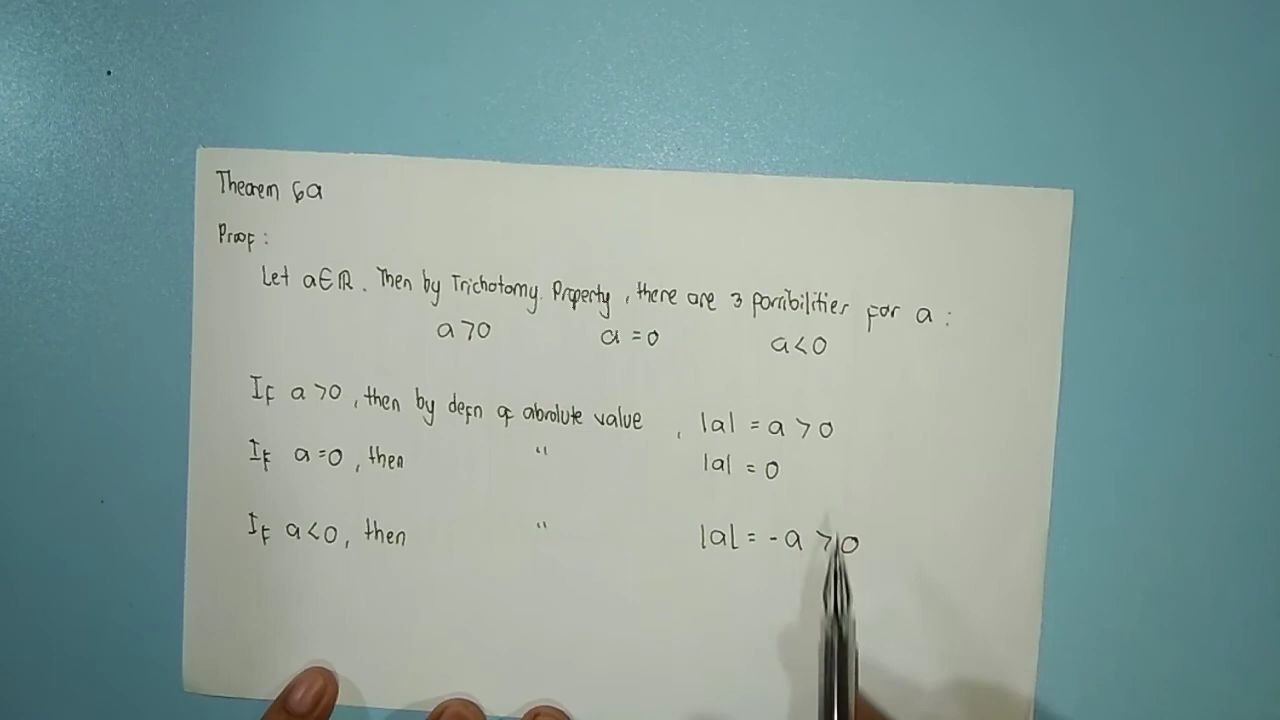 Theorem 6a
Proof :
Let a∈ℝ. Then by Trichotomy Property, there are 3 possibilities for a :
a > 0 a = 0 a < 0
If a > 0, then by defn of absolute value, |a| = a > 0
If a = 0, then " |a| = 0
If a < 0, then " |a| = -a > 0